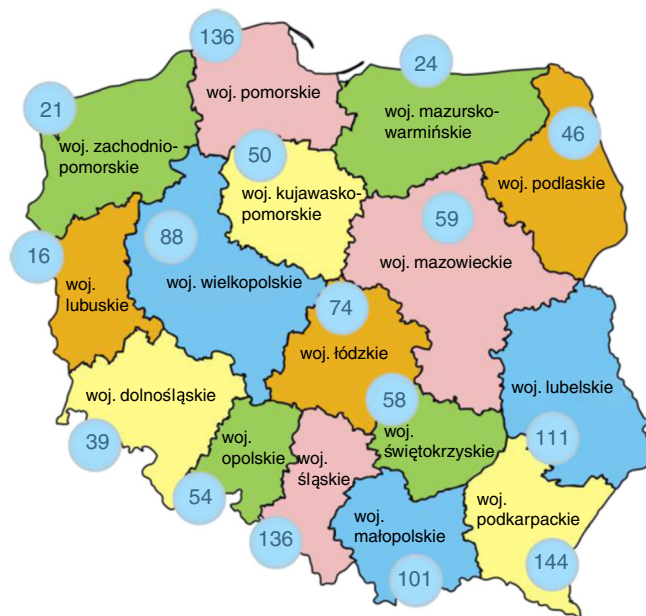 136
woj. pomorskie
24
woj. mazursko-
warmińskie
21
woj. zachodnio-
pomorskie
46
woj. podlaskie
50
woj. kujawasko-
pomorskie
59
woj. mazowieckie
16
woj.
lubuskie
88
woj. wielkopolskie
74
woj. łódzkie
woj. lubelskie
111
woj. dolnośląskie
39
58
woj.
świętokrzyskie
woj.
opolskie
54
woj.
śląskie
136
woj.
małopolskie
101
woj.
podkarpackie
144